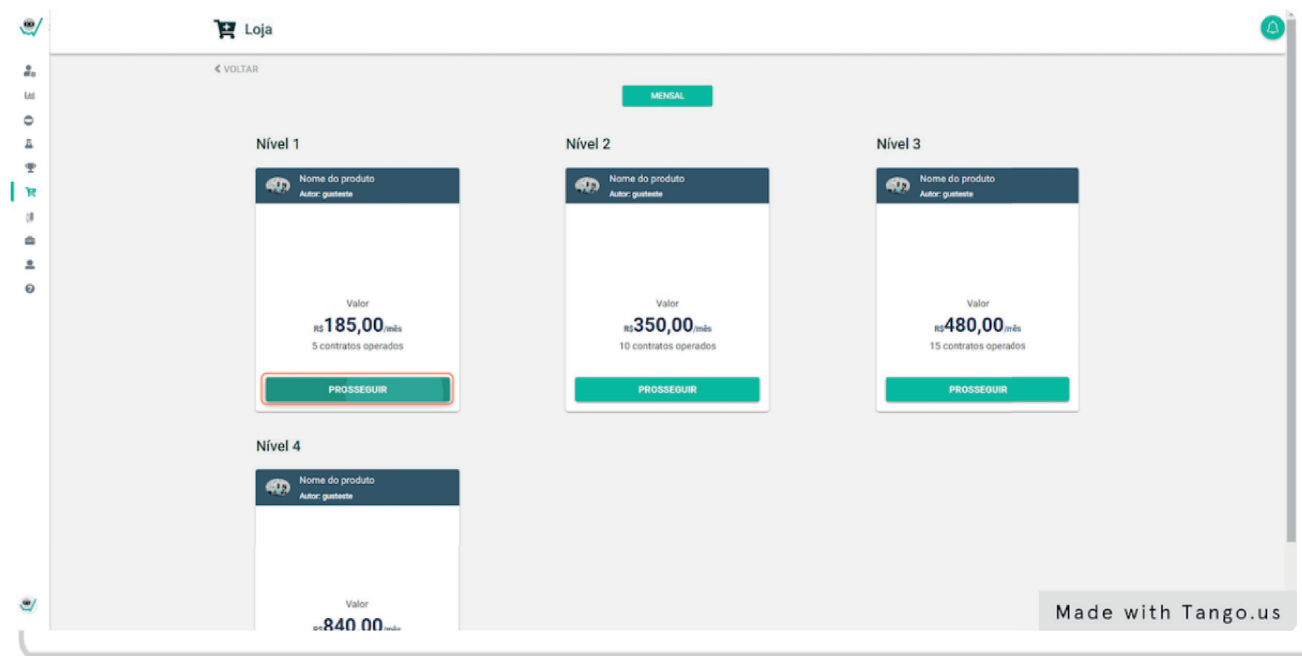 Loja
VOLTAR
MENSAL
Nível 1
Nome do produto
Autor: gusteste
Valor
R$185,00/mês
5 contratos operados
PROSSEGUIR
Nível 2
Nome do produto
Autor: gusteste
Valor
R$350,00/mês
10 contratos operados
PROSSEGUIR
Nível 3
Nome do produto
Autor: gusteste
Valor
R$480,00/mês
15 contratos operados
PROSSEGUIR
Nível 4
Nome do produto
Autor: gusteste
Valor
R$840,00/mês
Made with Tango.us